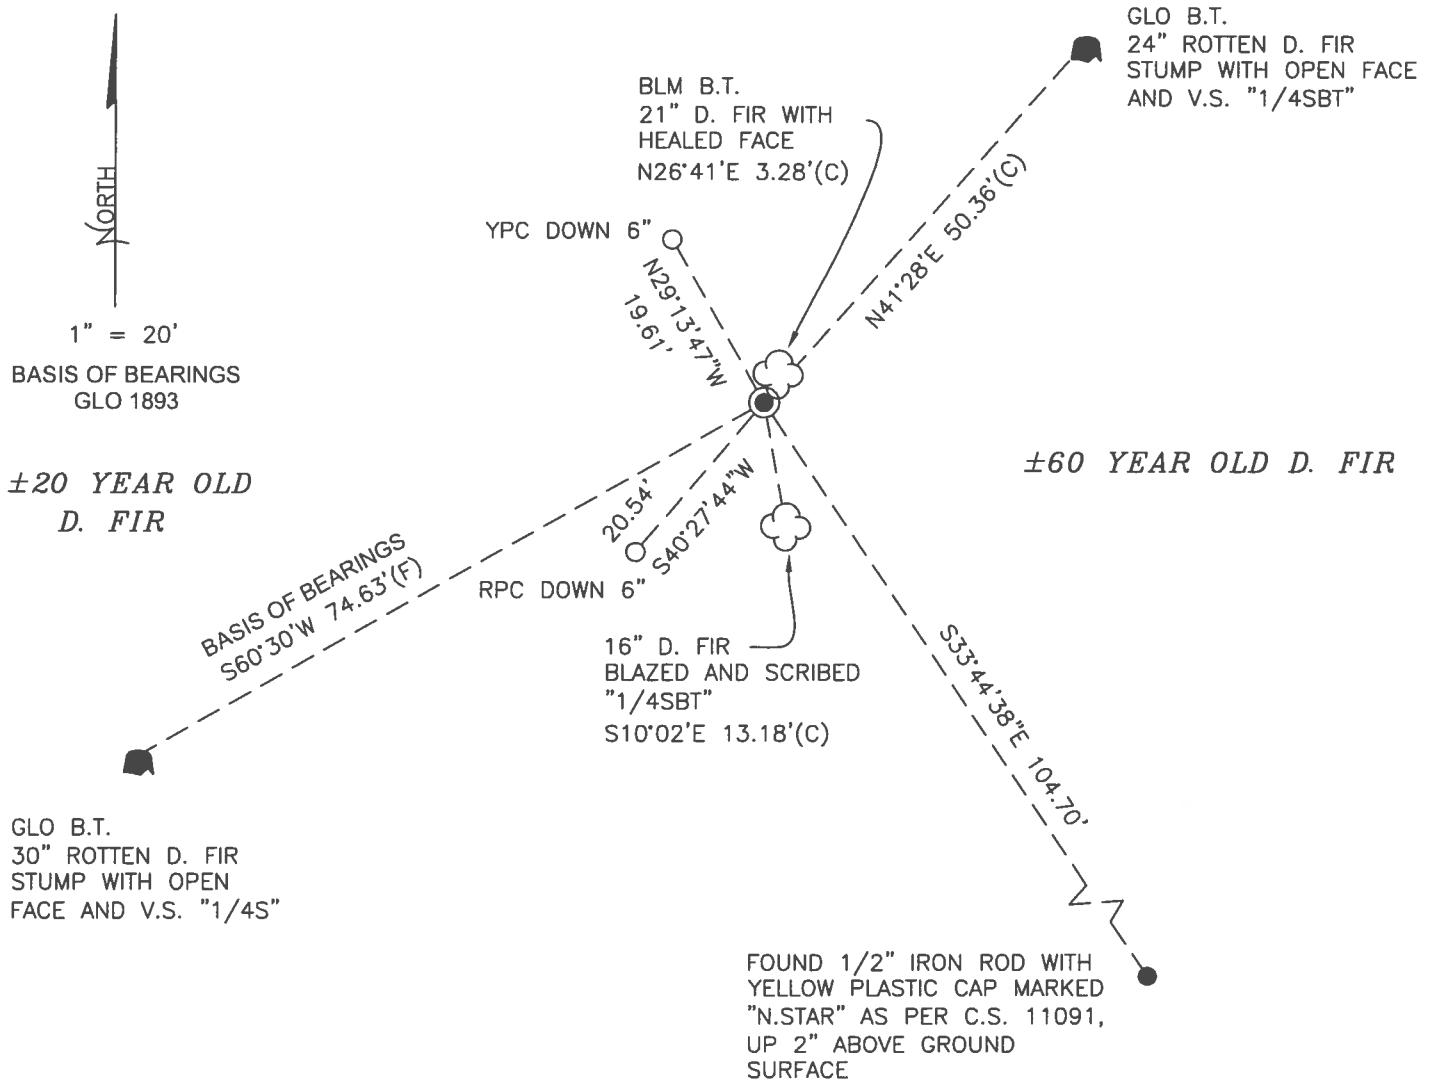 GLO B.T.
24" ROTTEN D. FIR
STUMP WITH OPEN FACE
AND V.S. "1/4SBT"
BLM B.T.
21" D. FIR WITH
HEALED FACE
N26°41'E 3.28'(C)
NORTH
1" = 20'
BASIS OF BEARINGS
GLO 1893
YPC DOWN 6"
N29°13'47"W
19.61'
N41°28'E 50.36'(C)
±20 YEAR OLD
D. FIR
±60 YEAR OLD D. FIR
BASIS OF BEARINGS
S60°30'W 74.63'(F)
20.54'
S40°27'44"W
RPC DOWN 6"
16" D. FIR
BLAZED AND SCRIBED
"1/4SBT"
S10°02'E 13.18'(C)
S33°44'38"E 104.70'
GLO B.T.
30" ROTTEN D. FIR
STUMP WITH OPEN
FACE AND V.S. "1/4S"
FOUND 1/2" IRON ROD WITH
YELLOW PLASTIC CAP MARKED
"N.STAR" AS PER C.S. 11091,
UP 2" ABOVE GROUND
SURFACE